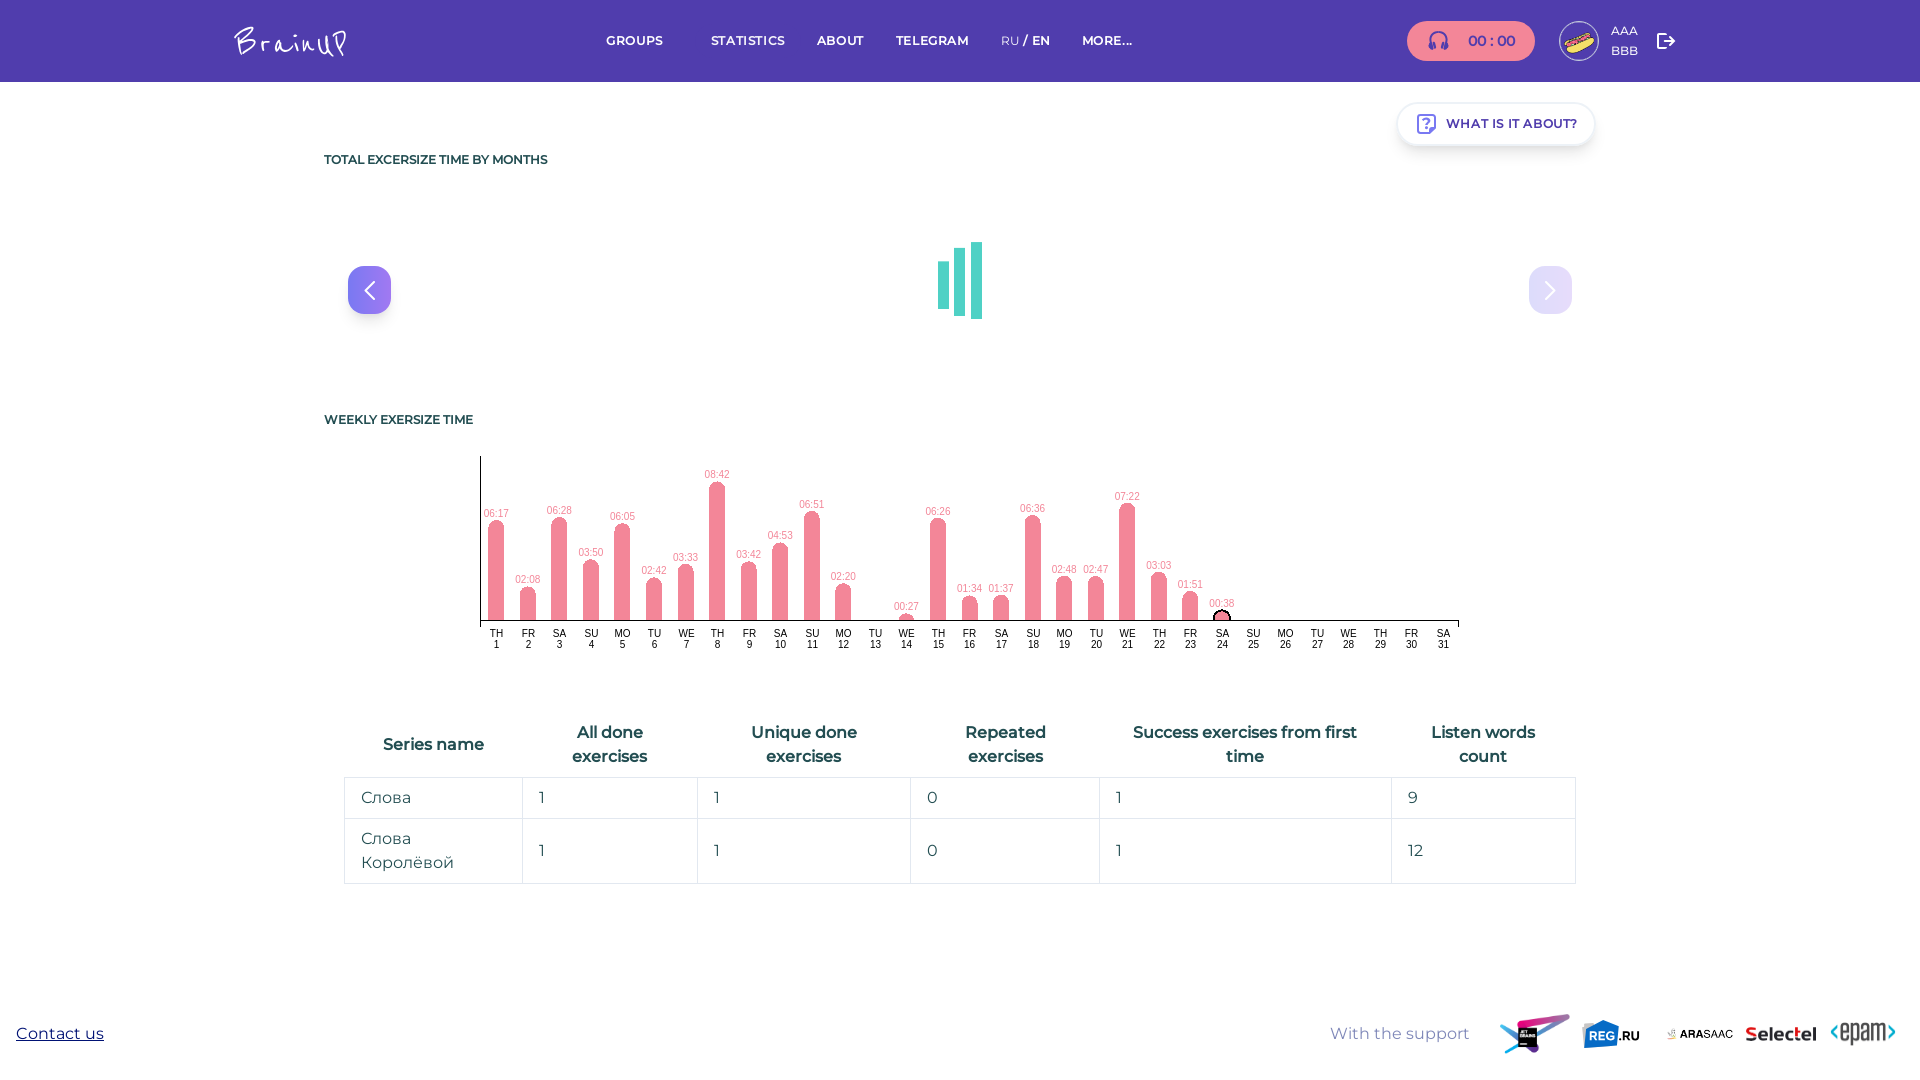 BrainUP
GROUPS
STATISTICS
ABOUT
TELEGRAM
RU / EN
MORE...
00 : 00
AAA
BBB
WHAT IS IT ABOUT?
TOTAL EXCERSIZE TIME BY MONTHS
WEEKLY EXERSIZE TIME
06:17 02:08 06:28 03:50 06:05 02:42 03:33 08:42 03:42 04:53 06:51 02:20 00:27 06:26 01:34 01:37 06:36 02:48 02:47 07:22 03:03 01:51 00:38
TH FR SA SU MO TU WE TH FR SA SU MO TU WE TH FR SA SU MO TU WE TH FR SA SU MO TU WE TH FR SA
1 2 3 4 5 6 7 8 9 10 11 12 13 14 15 16 17 18 19 20 21 22 23 24 25 26 27 28 29 30 31
Series name
All done
exercises
Unique done
exercises
Repeated
exercises
Success exercises from first
time
Listen words
count
Слова 1 1 0 1 9
Слова
Королёвой 1 1 0 1 12
Contact us
With the support
JET
BRAINS
REG.RU
ARASAAC
Selectel
<epam>